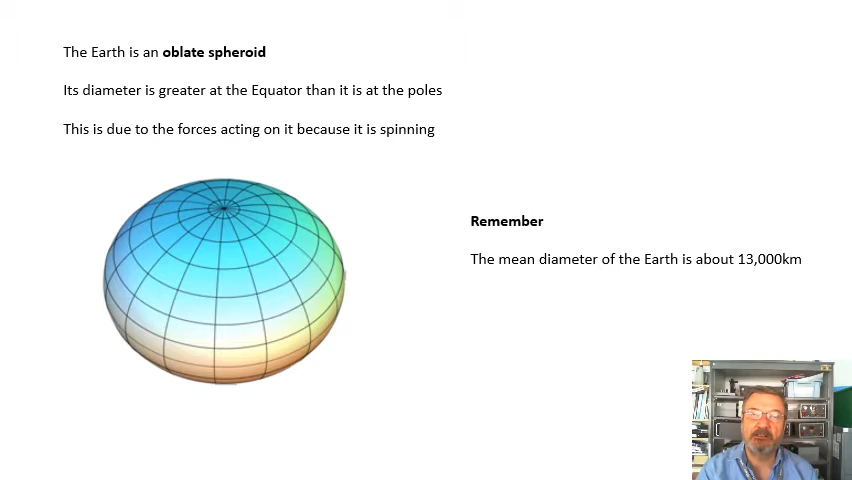 The Earth is an oblate spheroid
Its diameter is greater at the Equator than it is at the poles
This is due to the forces acting on it because it is spinning
Remember
The mean diameter of the Earth is about 13,000km